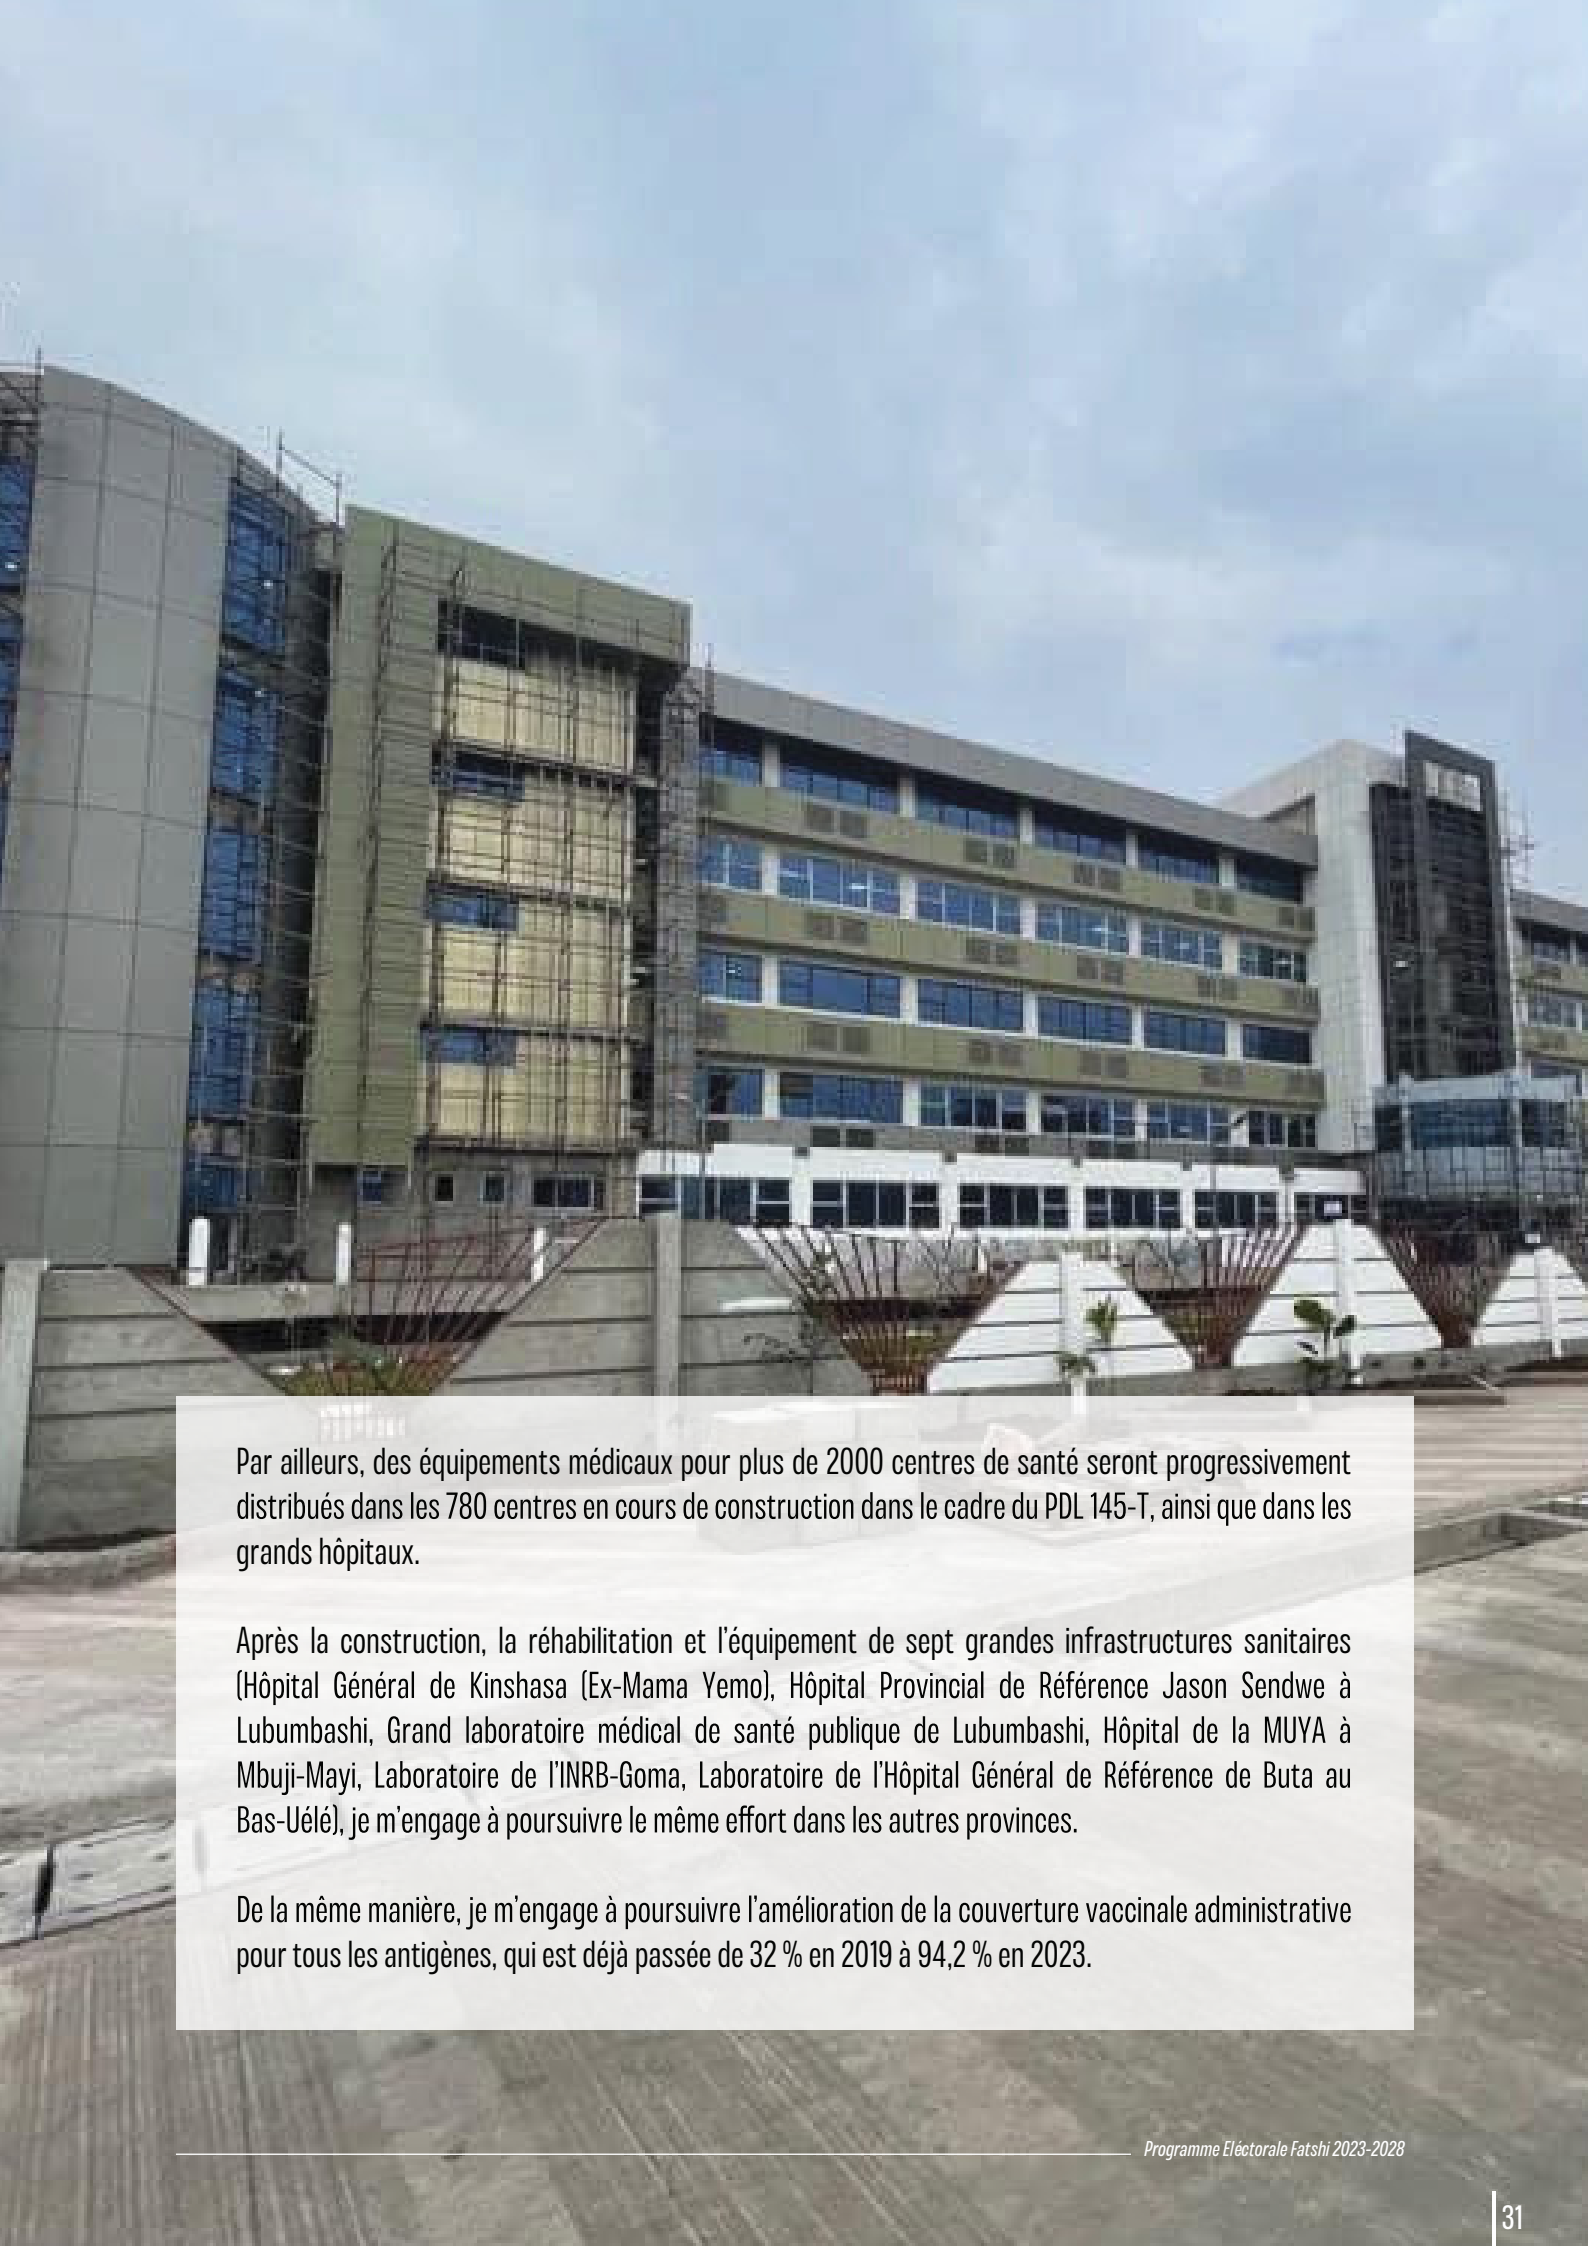 Par ailleurs, des équipements médicaux pour plus de 2000 centres de santé seront progressivement
distribués dans les 780 centres en cours de construction dans le cadre du PDL 145-T, ainsi que dans les
grands hôpitaux.
Après la construction, la réhabilitation et l'équipement de sept grandes infrastructures sanitaires
(Hôpital Général de Kinshasa (Ex-Mama Yemo), Hôpital Provincial de Référence Jason Sendwe à
Lubumbashi, Grand laboratoire médical de santé publique de Lubumbashi, Hôpital de la MUYA à
Mbuji-Mayi, Laboratoire de l'INRB-Goma, Laboratoire de l'Hôpital Général de Référence de Buta au
Bas-Uélé), je m'engage à poursuivre le même effort dans les autres provinces.
De la même manière, je m'engage à poursuivre l'amélioration de la couverture vaccinale administrative
pour tous les antigènes, qui est déjà passée de 32 % en 2019 à 94,2 % en 2023.
Programme Eléctorale Fatshi 2023-2028
31